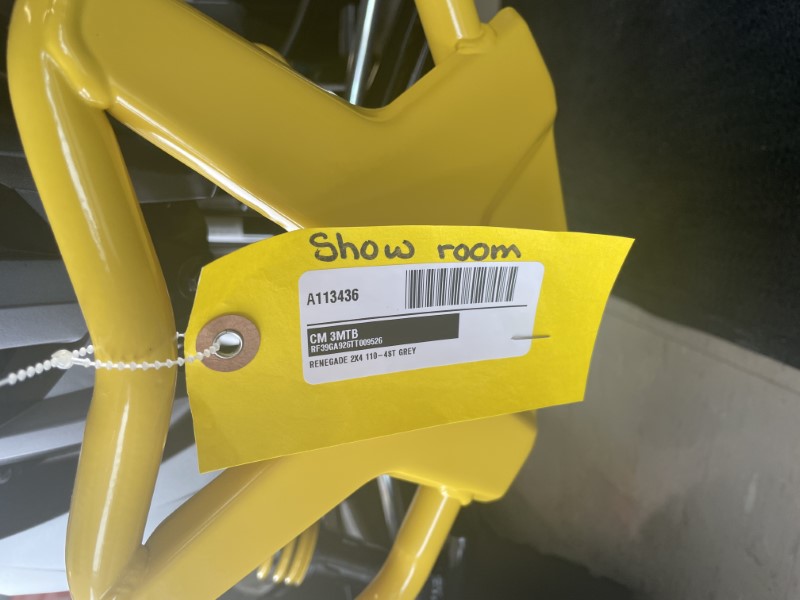 Show room
A113436
CM 3MTB
RF39GA926TT009526
RENEGADE 2X4 110-48T GREY